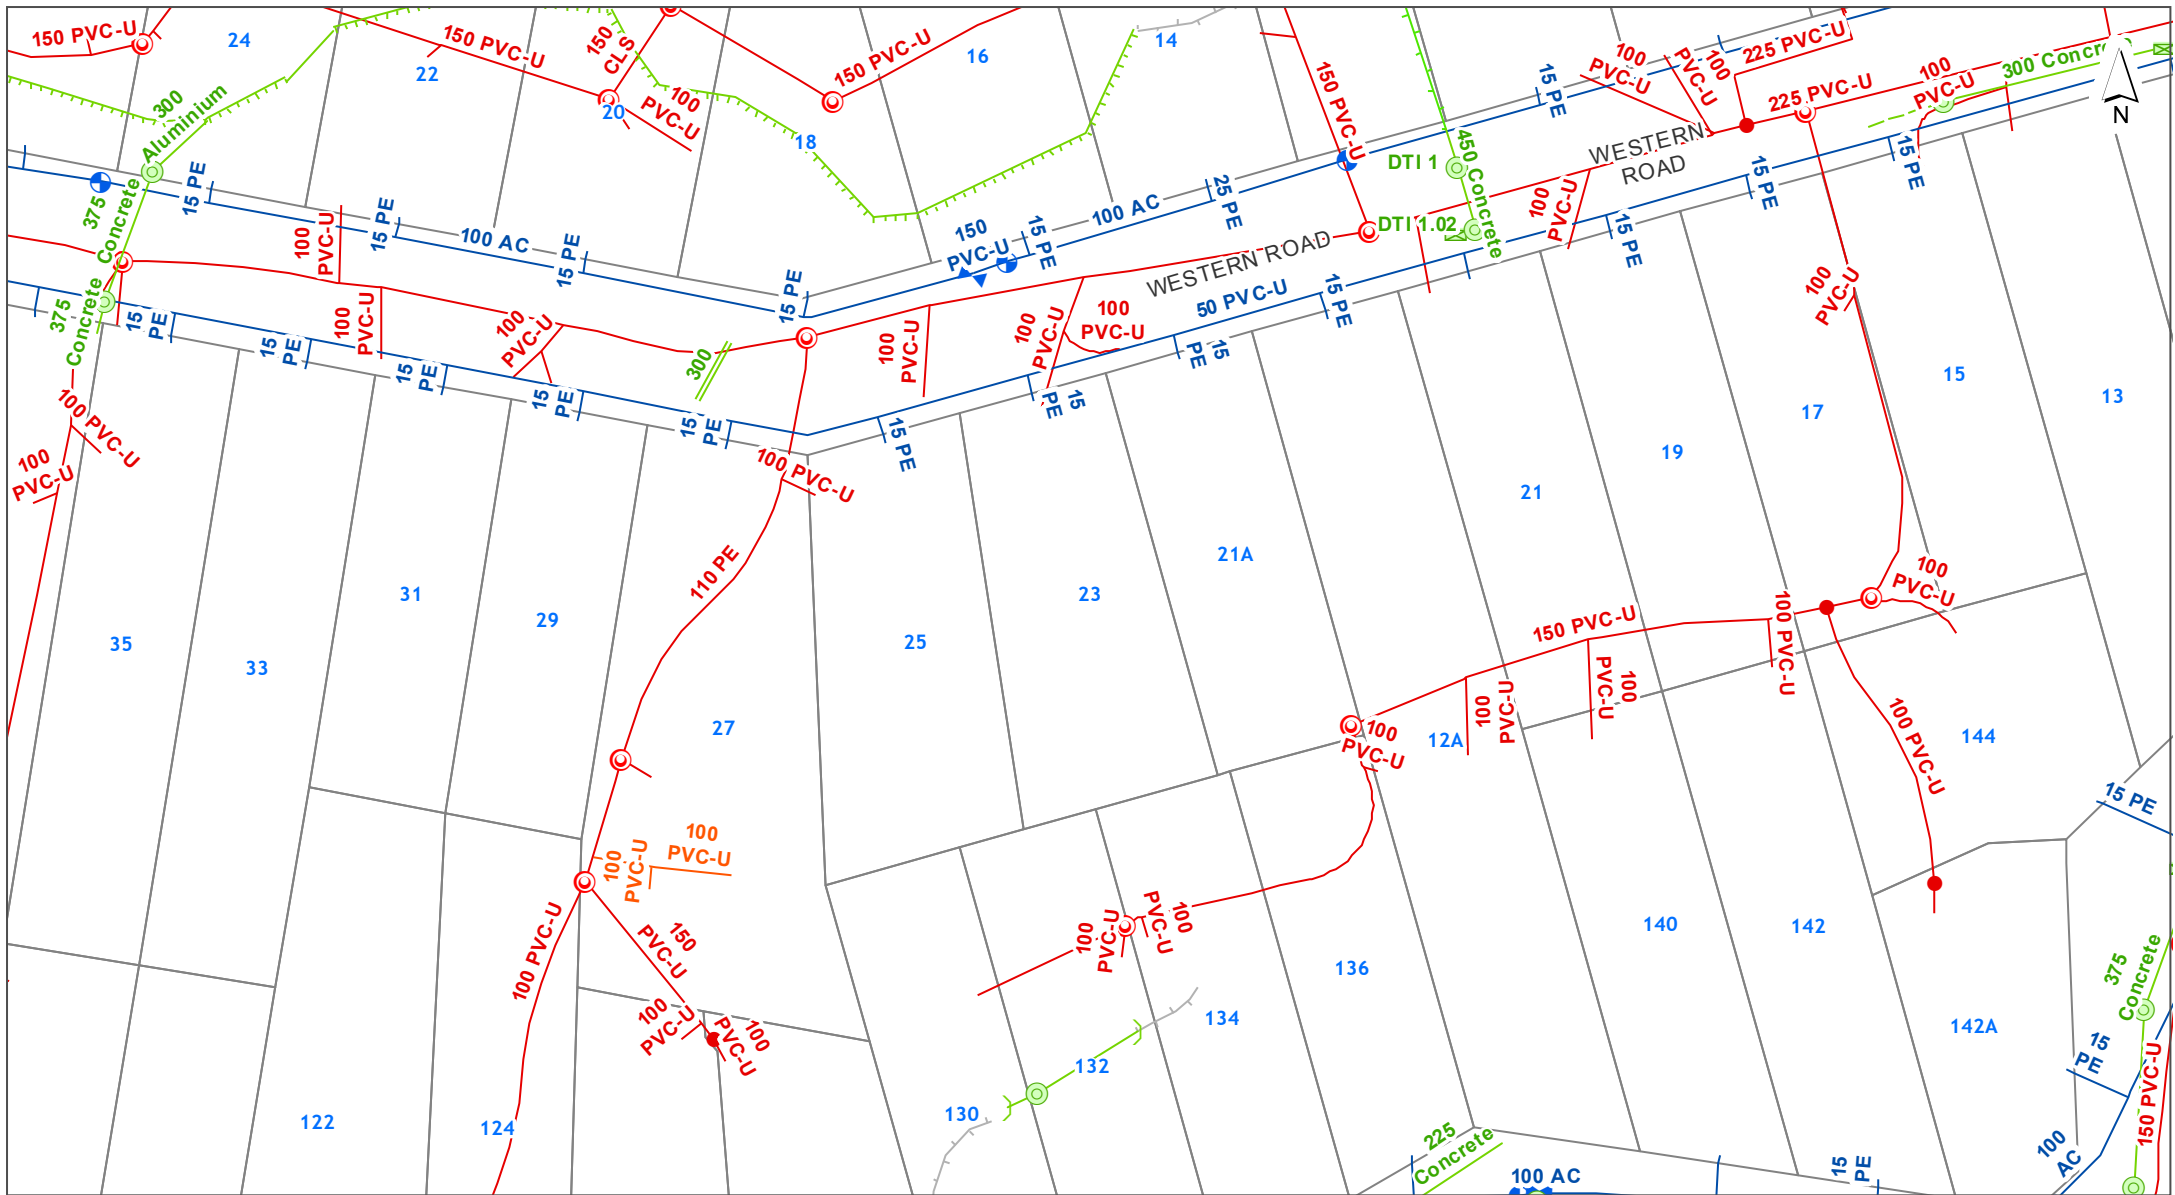 150 PVC-U
24
300
Aluminium
22
150 PVC-U
150
CLS
20
100
PVC-U
18
150 PVC-U
16
14
150 PVC-U
15 PE
100
PVC-U
100
PVC-U
225 PVC-U
225 PVC-U
100
PVC-U
300
N
DTI 1
450 Concrete
WESTERN
ROAD
15 PE
15 PE
375
Concrete
15 PE
100
PVC-U
15 PE
100 AC
15 PE
15 PE
150
PVC-U
15 PE
100 AC
25 PE
DTI 1.02
100
PVC-U
15 PE
WESTERN ROAD
375
Concrete
15
PE
15
PE
100
PVC-U
15
PE
100
PVC-U
15
PE
300
15
PE
100
PVC-U
15 PE
100
PVC-U
100
PVC-U
15
PE
15
PE
50 PVC-U
15 PE
100
PVC-U
15
13
17
19
21
21A
23
25
27
29
31
33
35
100 PVC-U
100
PVC-U
100 PVC-U
110 PE
100
PVC-U
100
PVC-U
150
PVC-U
100 PVC-U
100
PVC-U
100
PVC-U
122
124
150 PVC-U
100
PVC-U
100 PVC-U
100
PVC-U
100
PVC-U
100
PVC-U
12A
100 PVC-U
144
15 PE
100
PVC-U
100
PVC-U
136
140
142
142A
134
132
130
375
Concrete
15
PE
150 PVC-U
100
AC
15
PE
225
Concrete
100 AC